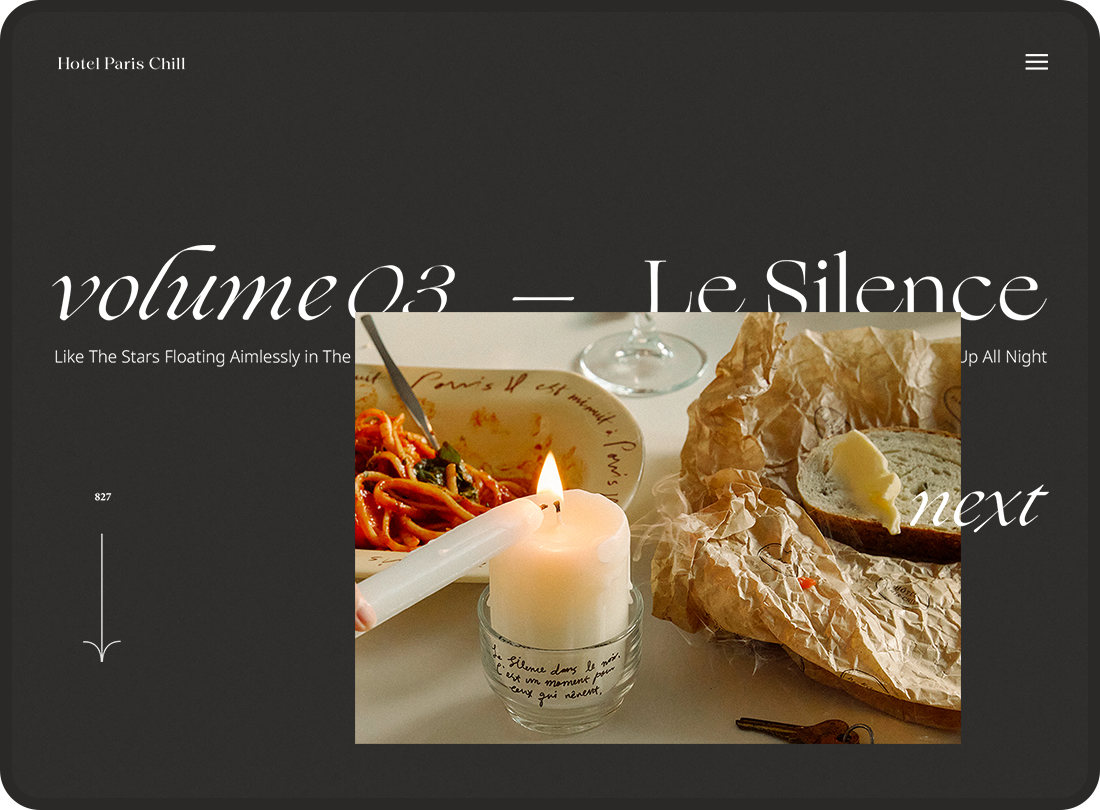 Hotel Paris Chill
volume 03 — Le Silence
Like The Stars Floating Aimlessly in The
Up All Night
Paris Il est minuit à Paris
827
next
Le Silence dans le noir,
C'est un moment pour
ceux qui rêvent,